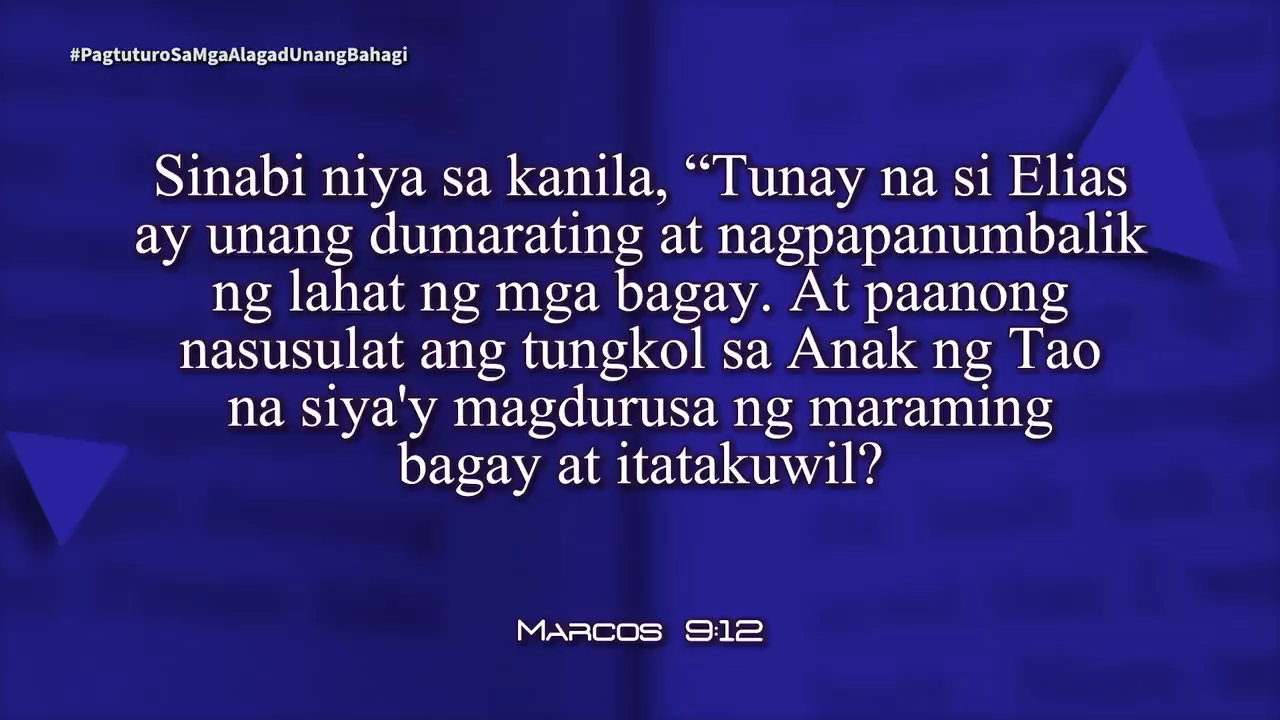 #PagtuturoSaMgaAlagadUnangBahagi
Sinabi niya sa kanila, “Tunay na si Elias
ay unang dumarating at nagpapanumbalik
ng lahat ng mga bagay. At paanong
nasusulat ang tungkol sa Anak ng Tao
na siya'y magdurusa ng maraming
bagay at itatakuwil?
Marcos 9:12